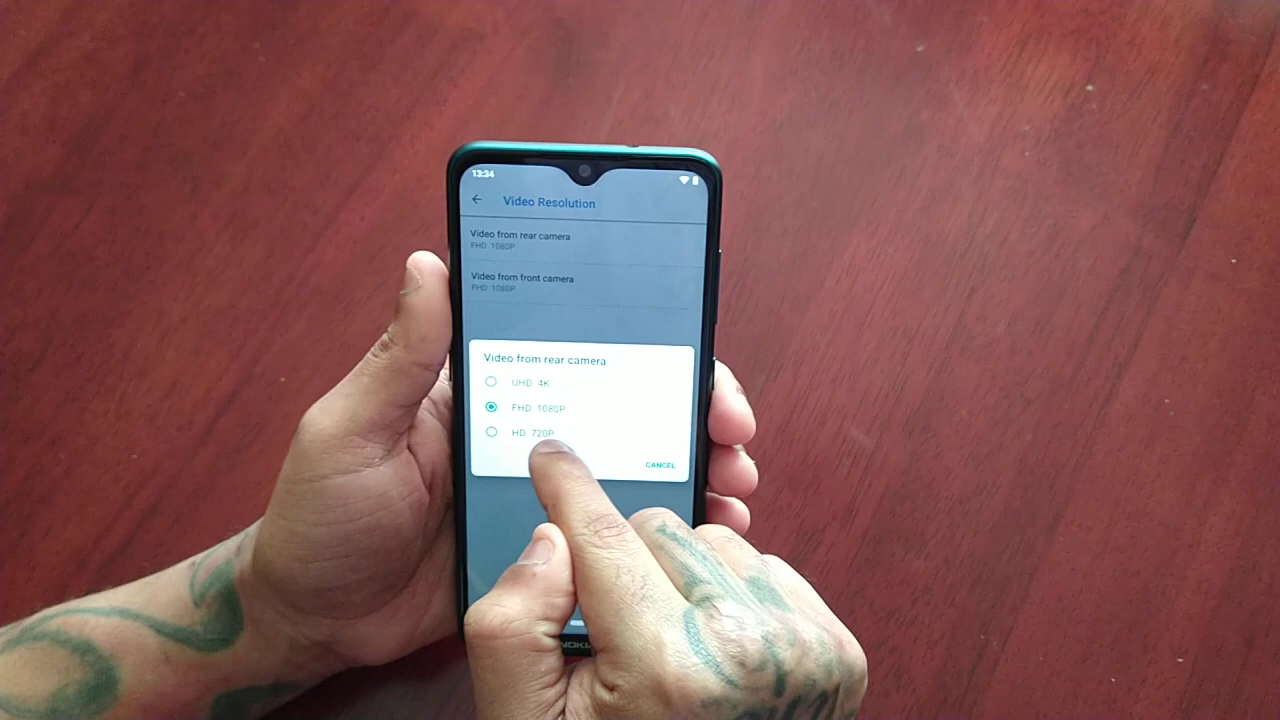 13:34
Video Resolution
Video from rear camera
FHD 1080P
Video from front camera
FHD 1080P
Video from rear camera
UHD 4K
FHD 1080P
HD 720P
CANCEL